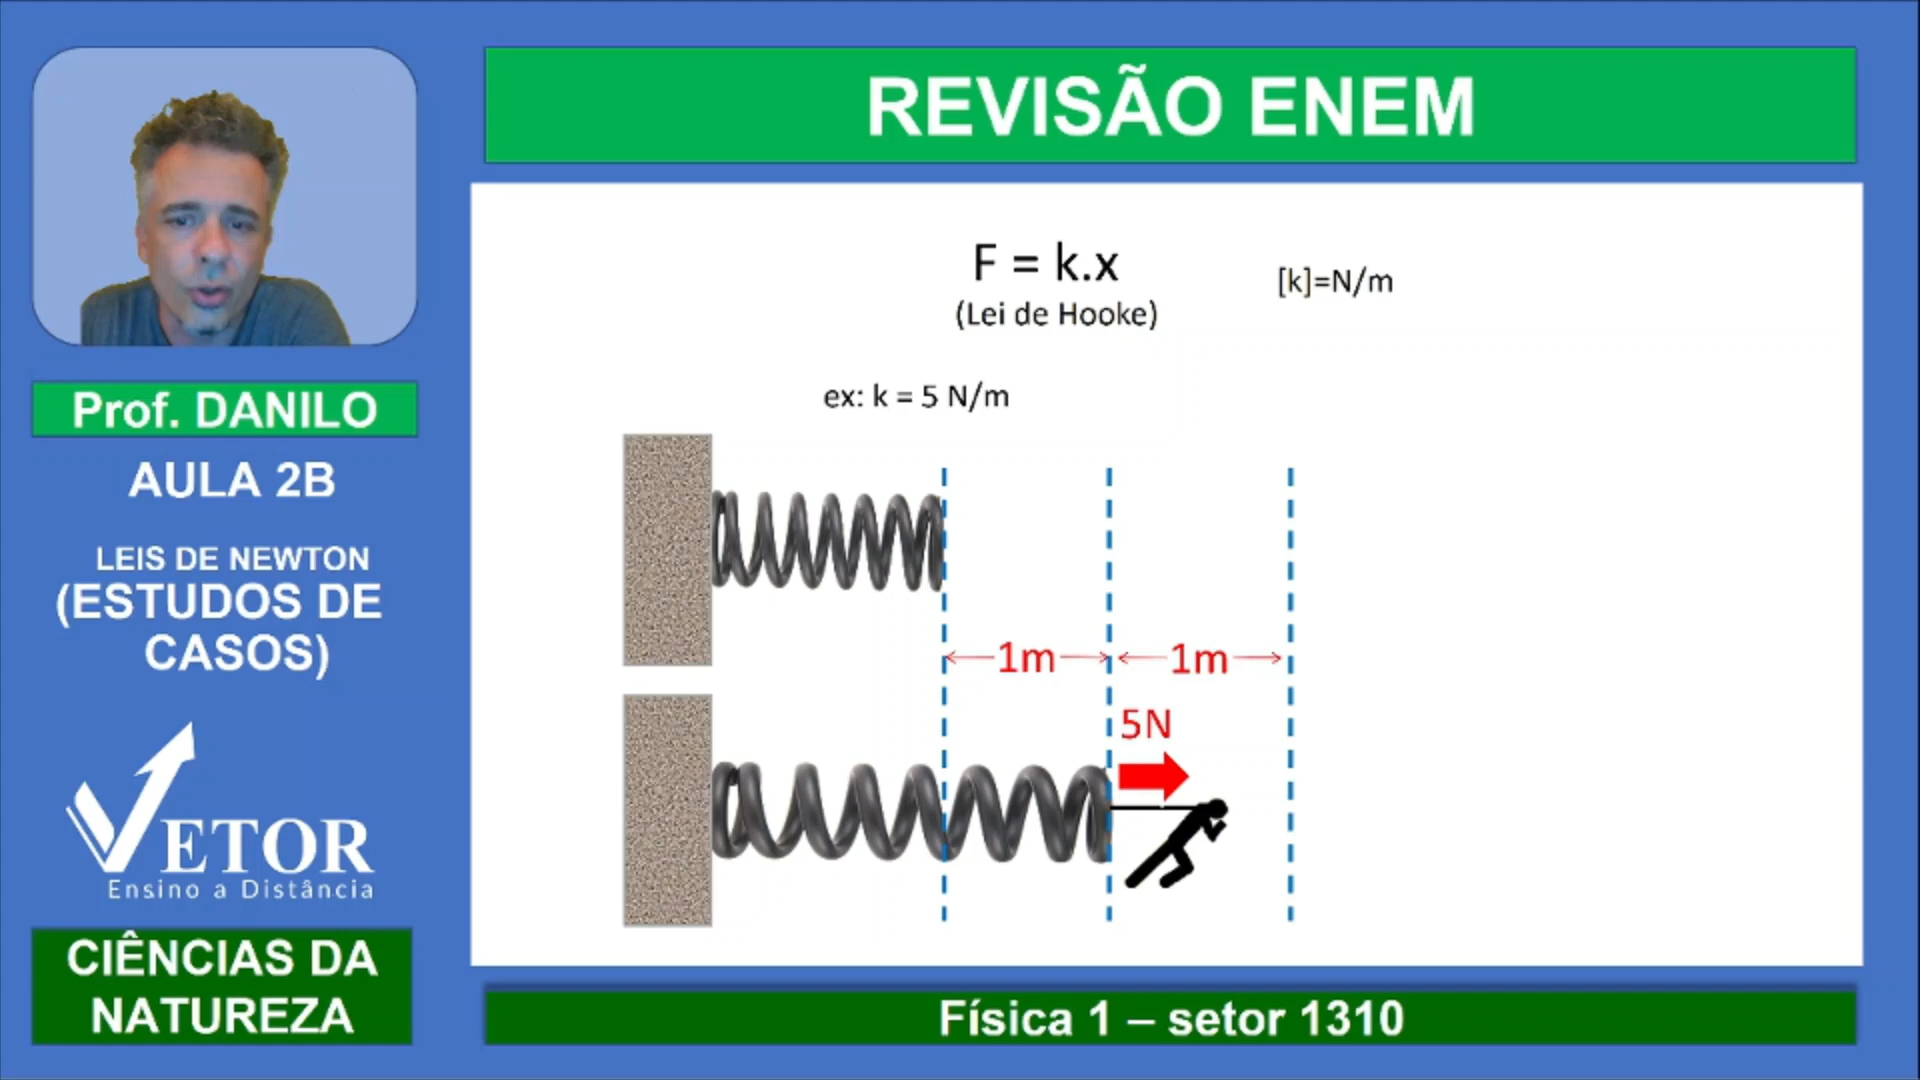 REVISÃO ENEM
F = k.x
(Lei de Hooke)
[k]=N/m
ex: k = 5 N/m
1m
1m
5N
Prof. DANILO
AULA 2B
LEIS DE NEWTON
(ESTUDOS DE
CASOS)
VETOR
Ensino a Distância
CIÊNCIAS DA
NATUREZA
Física 1 – setor 1310